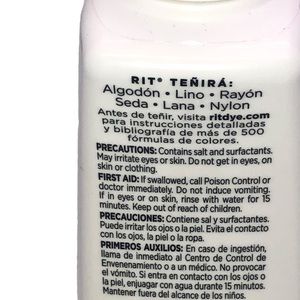 RIT® TEÑIRÁ:
Algodón • Lino • Rayón
Seda • Lana • Nylon
Antes de teñir, visita ritdye.com
para instrucciones detalladas
y bibliografía de más de 500
fórmulas de colores.
PRECAUTIONS: Contains salt and surfactants.
May irritate eyes or skin. Do not get in eyes,
on skin or clothing.
FIRST AID: If swallowed, call Poison Control or
doctor immediately. Do not induce vomiting.
If in eyes or on skin, rinse with water for 15
minutes. Keep out of reach of children.
PRECAUCIONES: Contiene sal y surfactantes.
Puede irritar los ojos o la piel. Evita el contacto
con los ojos, la piel o la ropa.
PRIMEROS AUXILIOS: En caso de ingestión,
llama de inmediato al Centro de Control de
Envenenamiento o a un médico. No provocar
el vómito. Si entra en contacto con los ojos o
la piel, enjuagar con agua durante 15 minutos.
Mantener fuera del alcance de los niños.